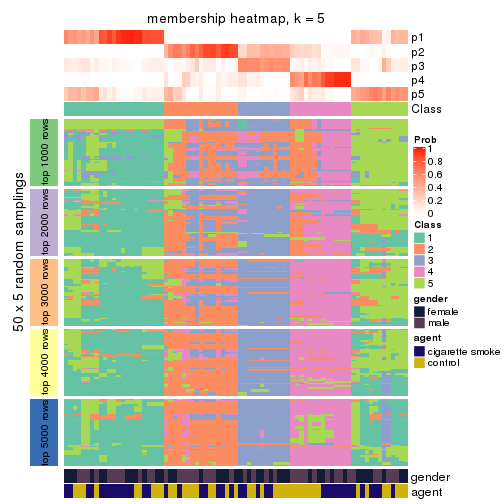 membership heatmap, k = 5
p1
p2
p3
p4
p5
Class
50 x 5 random samplings
top 1000 rows
top 2000 rows
top 3000 rows
top 4000 rows
top 5000 rows
gender
agent
Prob
1
0.8
0.6
0.4
0.2
0
Class
1
2
3
4
5
gender
female
male
agent
cigarette smoke
control